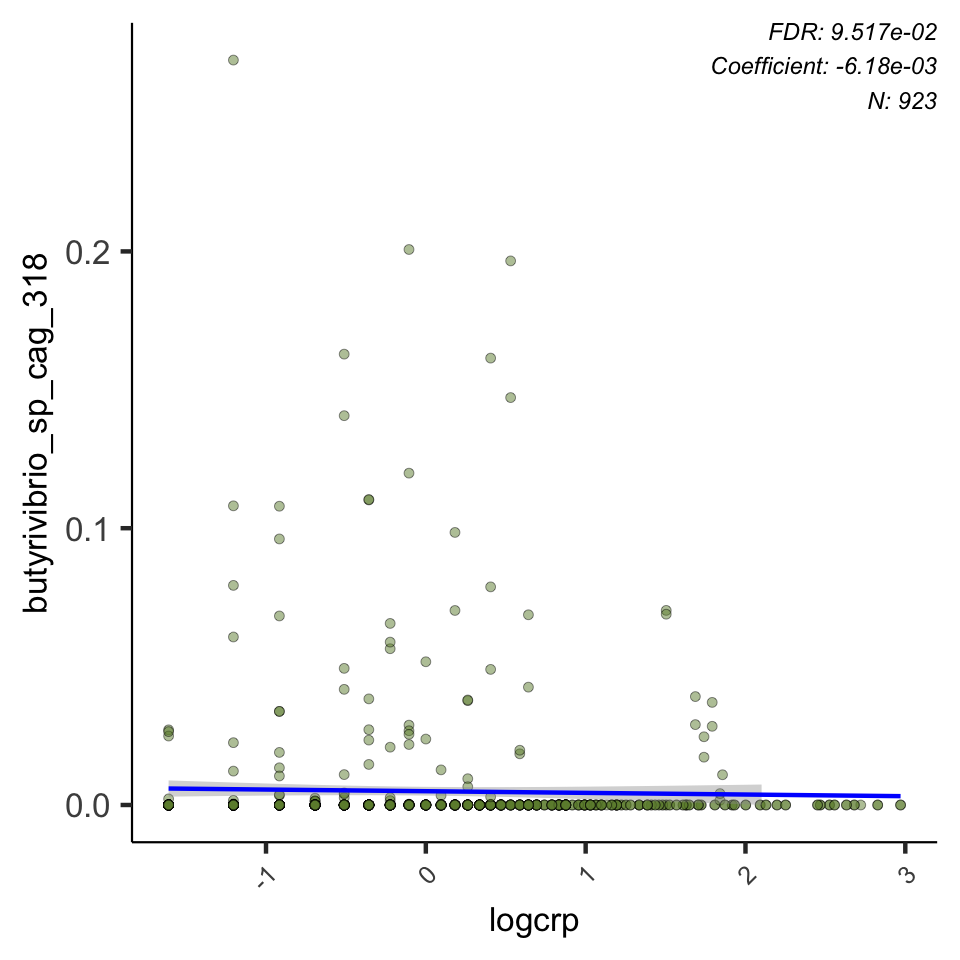 FDR: 9.517e-02
Coefficient: -6.18e-03
N: 923
butyrivibrio_sp_cag_318
0.2
0.1
0.0
-1
0
1
2
3
logcrp